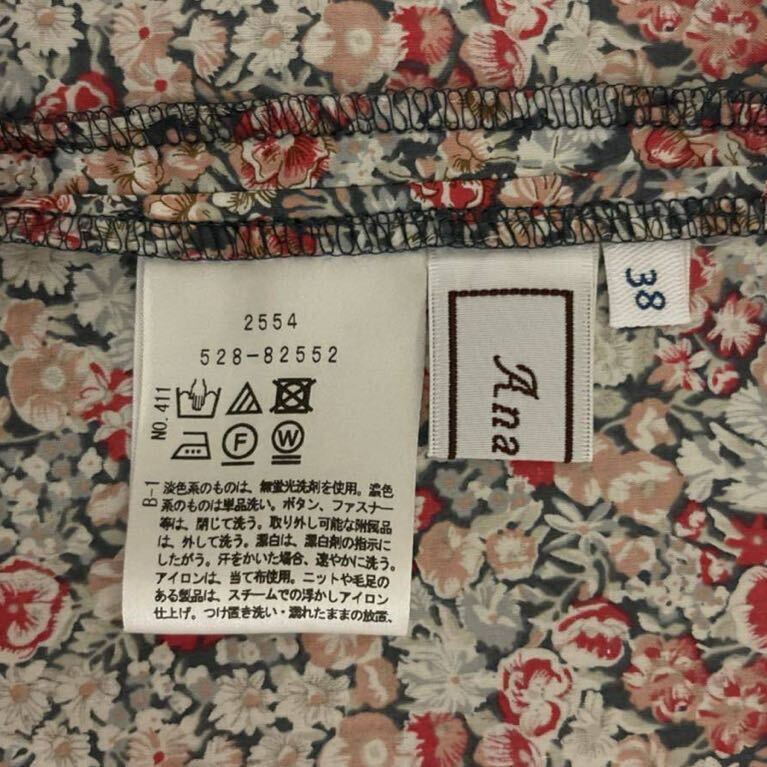 2554
528-82552
NO.411
F
W
B-1
淡色系のものは、無蛍光洗剤を使用。濃色
系のものは単品洗い。ボタン、ファスナー
等は、閉じて洗う。取り外し可能な附属品
は、外して洗う。漂白は、漂白剤の指示に
したがう。汗をかいた場合、速やかに洗う。
アイロンは、当て布使用。ニットや毛足の
ある製品は、スチームでの浮かしアイロン
仕上げ。つけ置き洗い・濡れたままの放置、
Ana
38